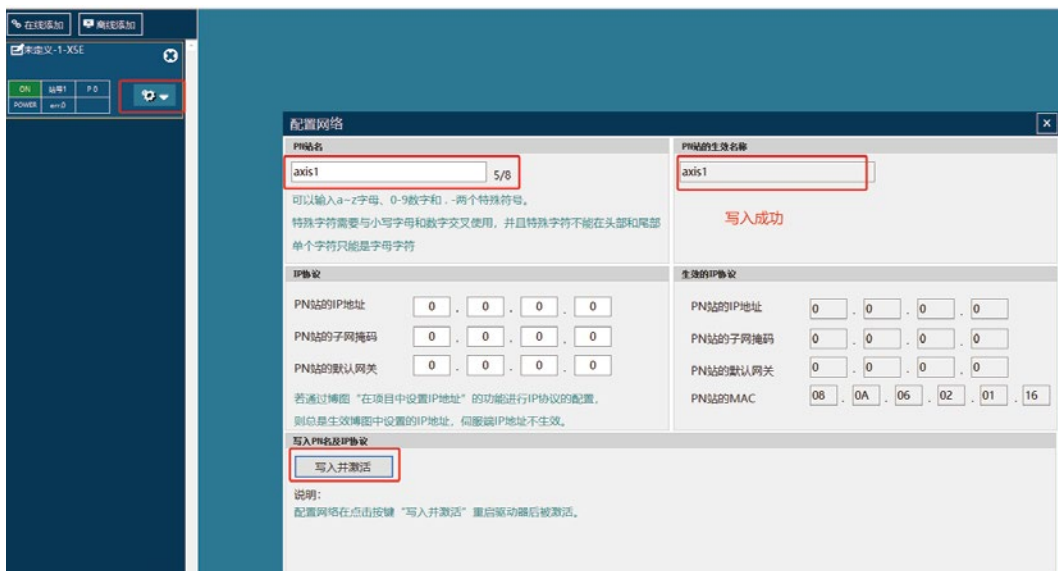 在线添加 离线添加
未定义-1-X5E
ON 站号1 P 0
POWER err:0
配置网络
PN站名
axis1 5/8
可以输入a~z字母、0-9数字和 . -两个特殊符号。
特殊字符需要与小写字母和数字交叉使用，并且特殊字符不能在头部和尾部
单个字符只能是字母字符
PN站的生效名称
axis1
写入成功
IP协议
PN站的IP地址 0 . 0 . 0 . 0
PN站的子网掩码 0 . 0 . 0 . 0
PN站的默认网关 0 . 0 . 0 . 0
若通过博图“在项目中设置IP地址”的功能进行IP协议的配置，
则总是生效博图中设置的IP地址，伺服端IP地址不生效。
生效的IP协议
PN站的IP地址 0 . 0 . 0 . 0
PN站的子网掩码 0 . 0 . 0 . 0
PN站的默认网关 0 . 0 . 0 . 0
PN站的MAC 08 . 0A . 06 . 02 . 01 . 16
写入PN名及IP协议
写入并激活
说明：
配置网络在点击按键“写入并激活”重启驱动器后被激活。